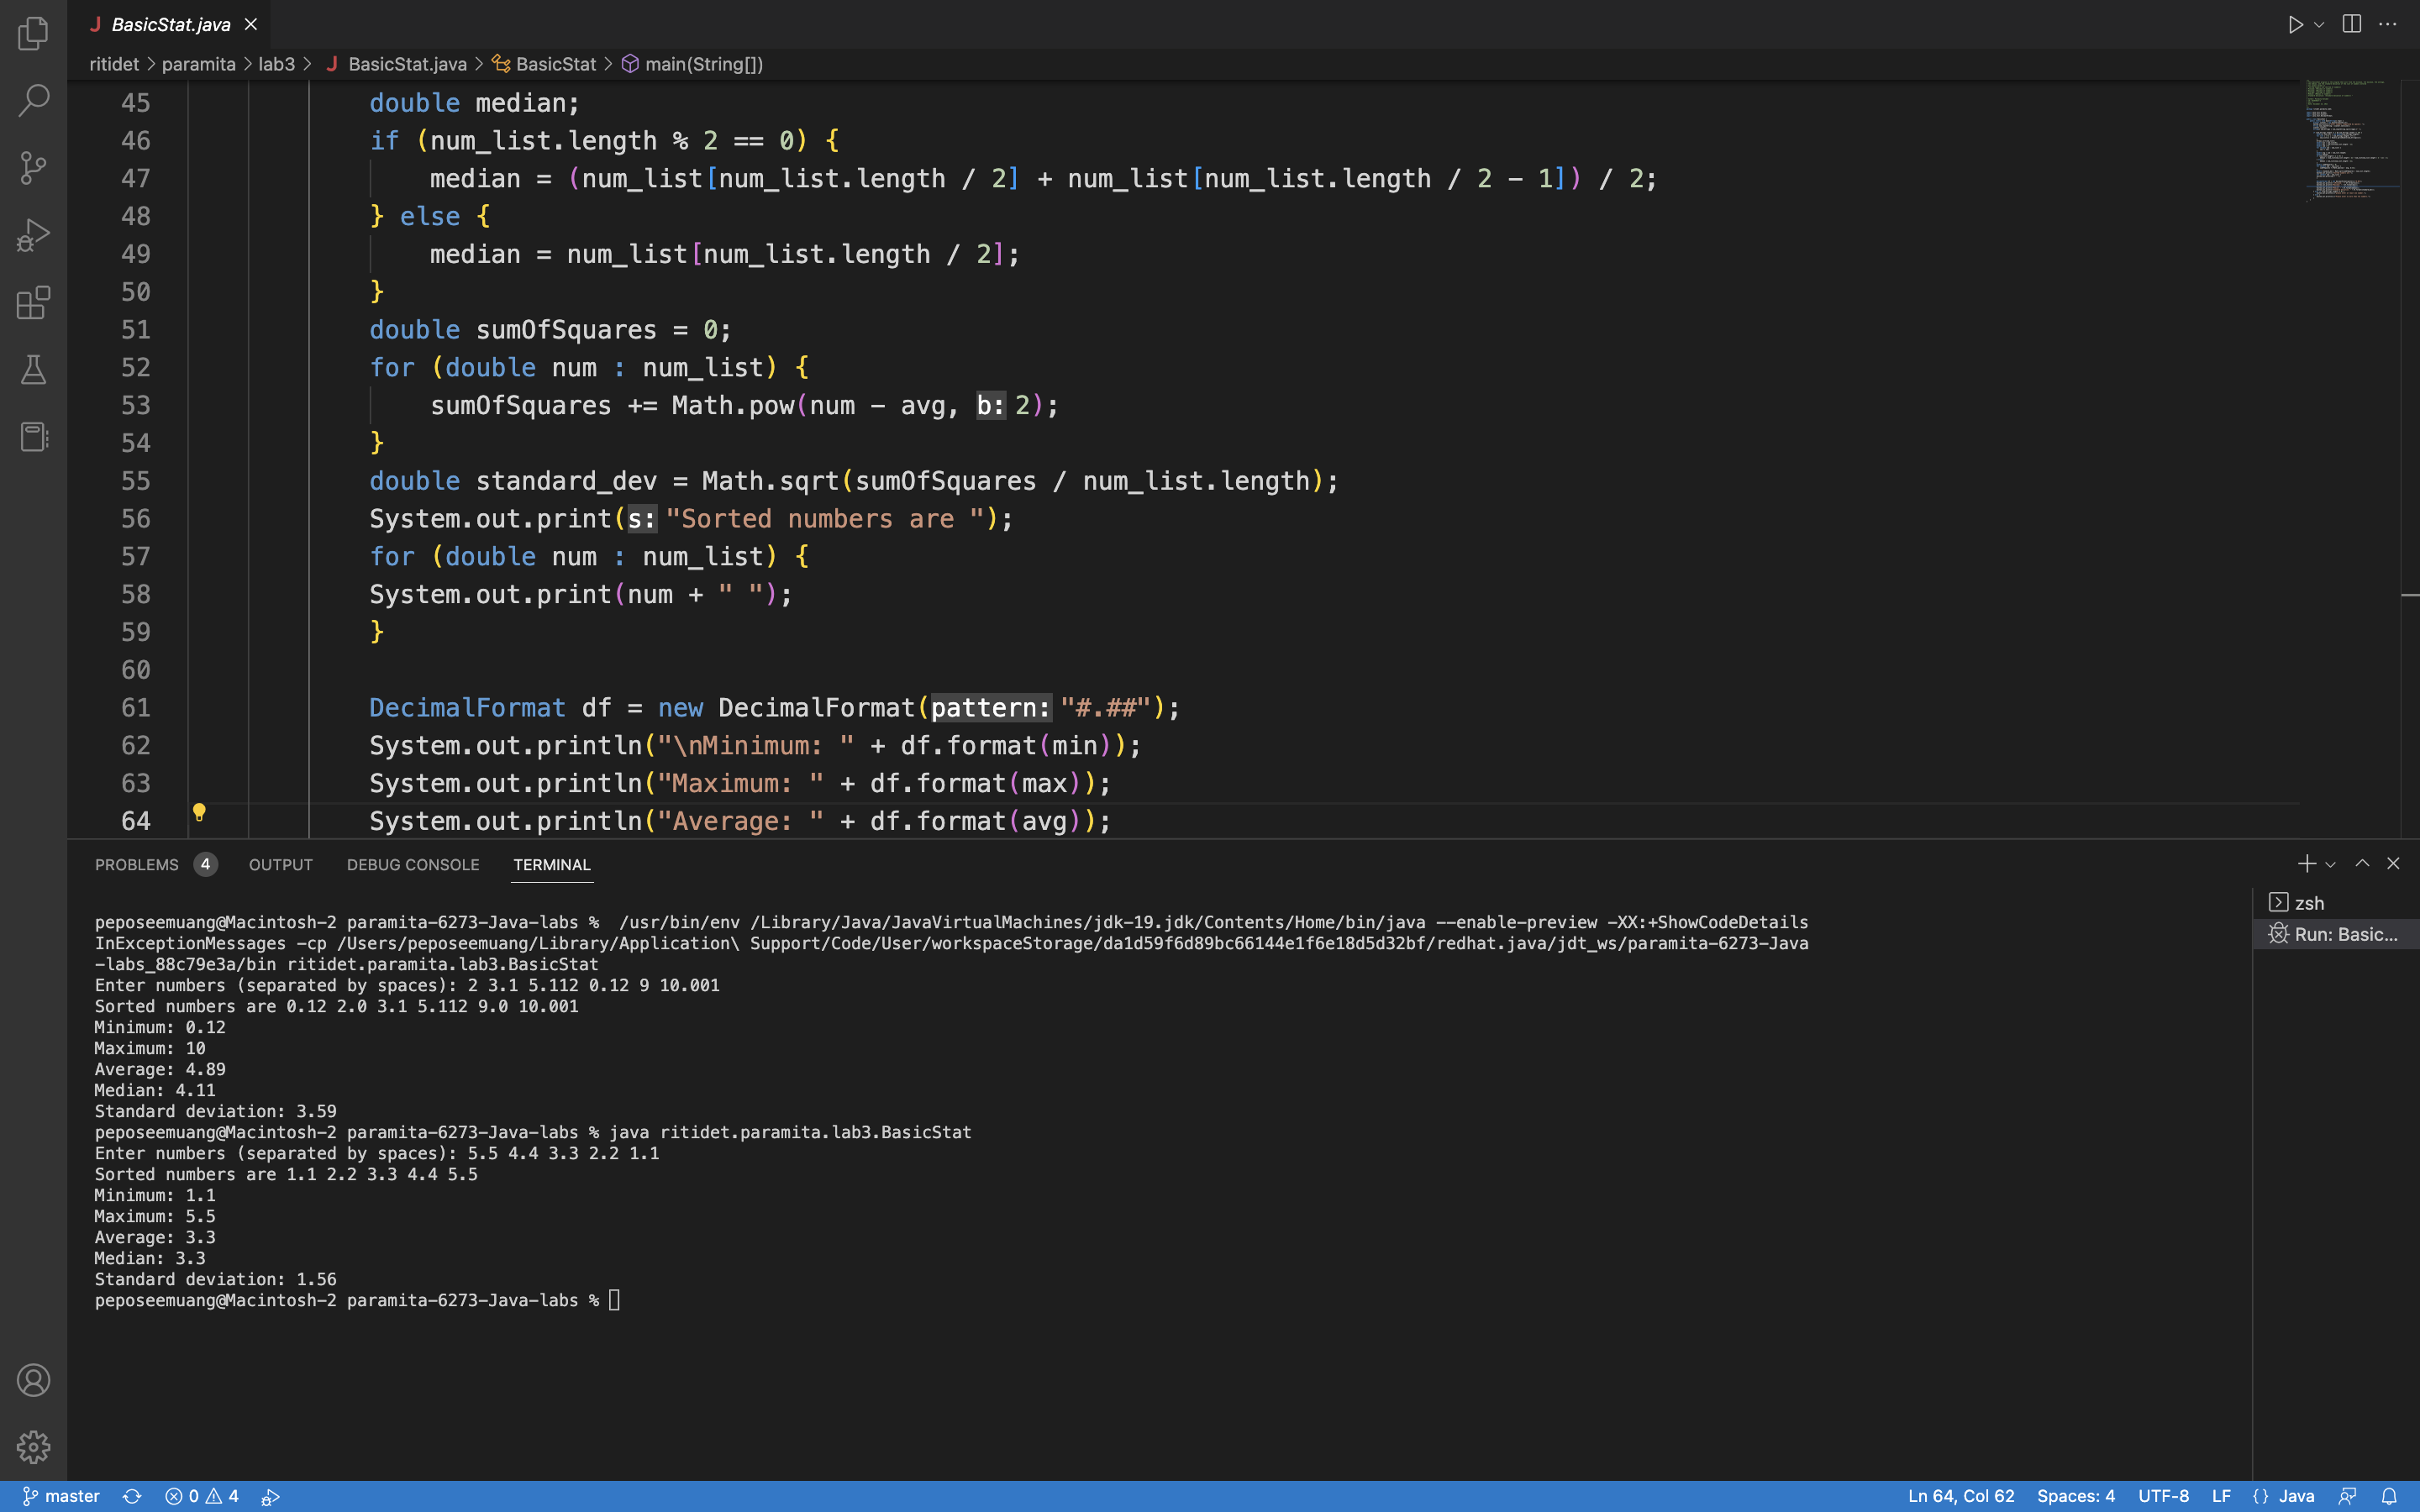 BasicStat.java
ritidet > paramita > lab3 > J BasicStat.java > BasicStat > main(String[])
45 double median;
46 if (num_list.length % 2 == 0) {
47 median = (num_list[num_list.length / 2] + num_list[num_list.length / 2 - 1]) / 2;
48 } else {
49 median = num_list[num_list.length / 2];
50 }
51 double sumOfSquares = 0;
52 for (double num : num_list) {
53 sumOfSquares += Math.pow(num - avg, b: 2);
54 }
55 double standard_dev = Math.sqrt(sumOfSquares / num_list.length);
56 System.out.print(s: "Sorted numbers are ");
57 for (double num : num_list) {
58 System.out.print(num + " ");
59 }
60
61 DecimalFormat df = new DecimalFormat(pattern: "#.##");
62 System.out.println("\nMinimum: " + df.format(min));
63 System.out.println("Maximum: " + df.format(max));
64 System.out.println("Average: " + df.format(avg));
PROBLEMS 4 OUTPUT DEBUG CONSOLE TERMINAL
zsh
Run: Basic...
peposeemuang@Macintosh-2 paramita-6273-Java-labs %  /usr/bin/env /Library/Java/JavaVirtualMachines/jdk-19.jdk/Contents/Home/bin/java --enable-preview -XX:+ShowCodeDetails
InExceptionMessages -cp /Users/peposeemuang/Library/Application\ Support/Code/User/workspaceStorage/da1d59f6d89bc66144e1f6e18d5d32bf/redhat.java/jdt_ws/paramita-6273-Java
-labs_88c79e3a/bin ritidet.paramita.lab3.BasicStat
Enter numbers (separated by spaces): 2 3.1 5.112 0.12 9 10.001
Sorted numbers are 0.12 2.0 3.1 5.112 9.0 10.001
Minimum: 0.12
Maximum: 10
Average: 4.89
Median: 4.11
Standard deviation: 3.59
peposeemuang@Macintosh-2 paramita-6273-Java-labs % java ritidet.paramita.lab3.BasicStat
Enter numbers (separated by spaces): 5.5 4.4 3.3 2.2 1.1
Sorted numbers are 1.1 2.2 3.3 4.4 5.5
Minimum: 1.1
Maximum: 5.5
Average: 3.3
Median: 3.3
Standard deviation: 1.56
peposeemuang@Macintosh-2 paramita-6273-Java-labs %
master 0 4 Ln 64, Col 62 Spaces: 4 UTF-8 LF {} Java